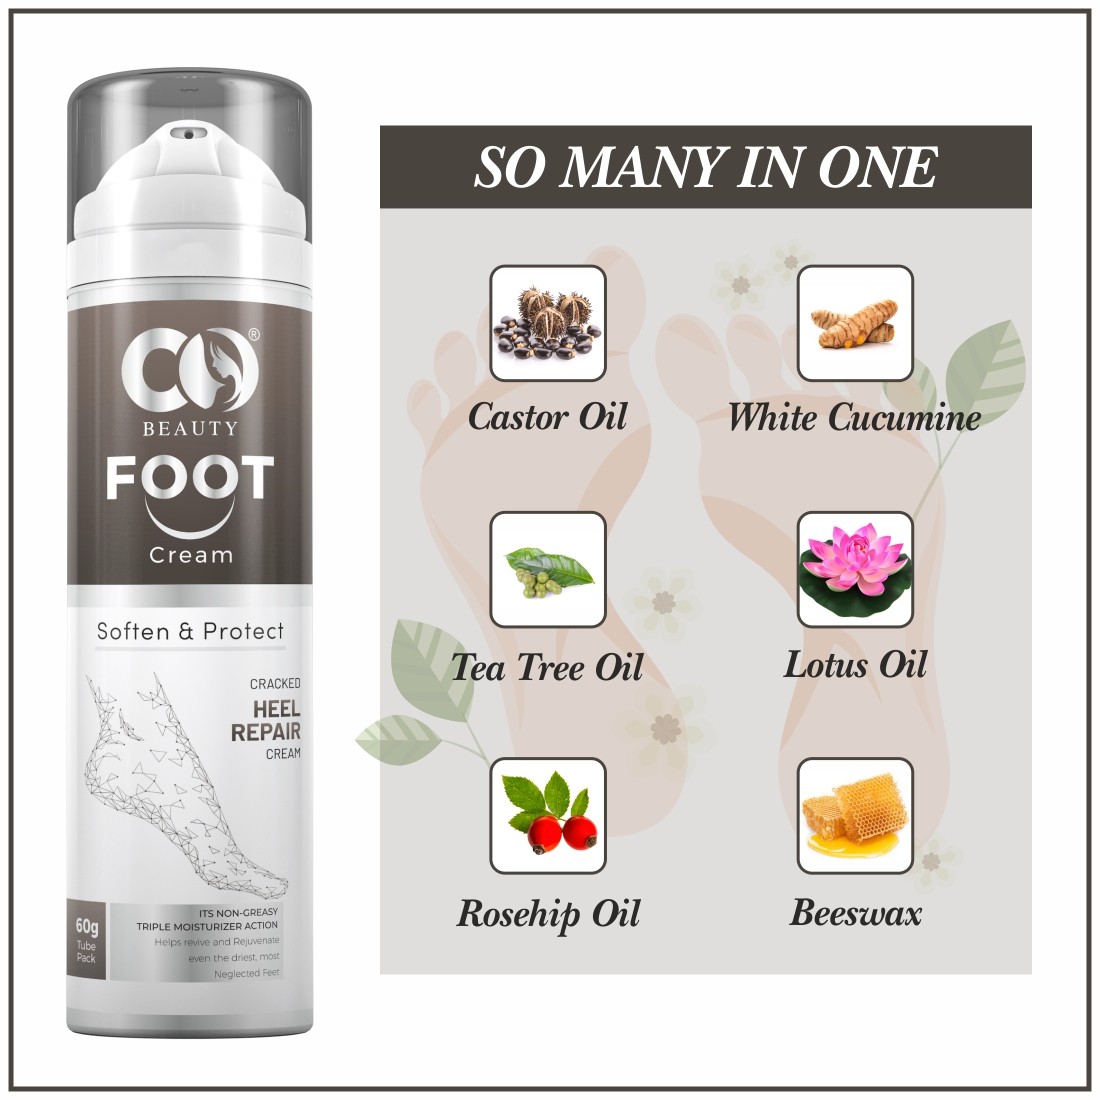 CO®
BEAUTY
FOOT
Cream
Soften & Protect
CRACKED
HEEL
REPAIR
CREAM
60g
Tube
Pack
ITS NON-GREASY
TRIPLE MOISTURIZER ACTION
Helps revive and Rejuvenate
even the driest, most
Neglected Feet
SO MANY IN ONE
Castor Oil
White Cucumine
Tea Tree Oil
Lotus Oil
Rosehip Oil
Beeswax